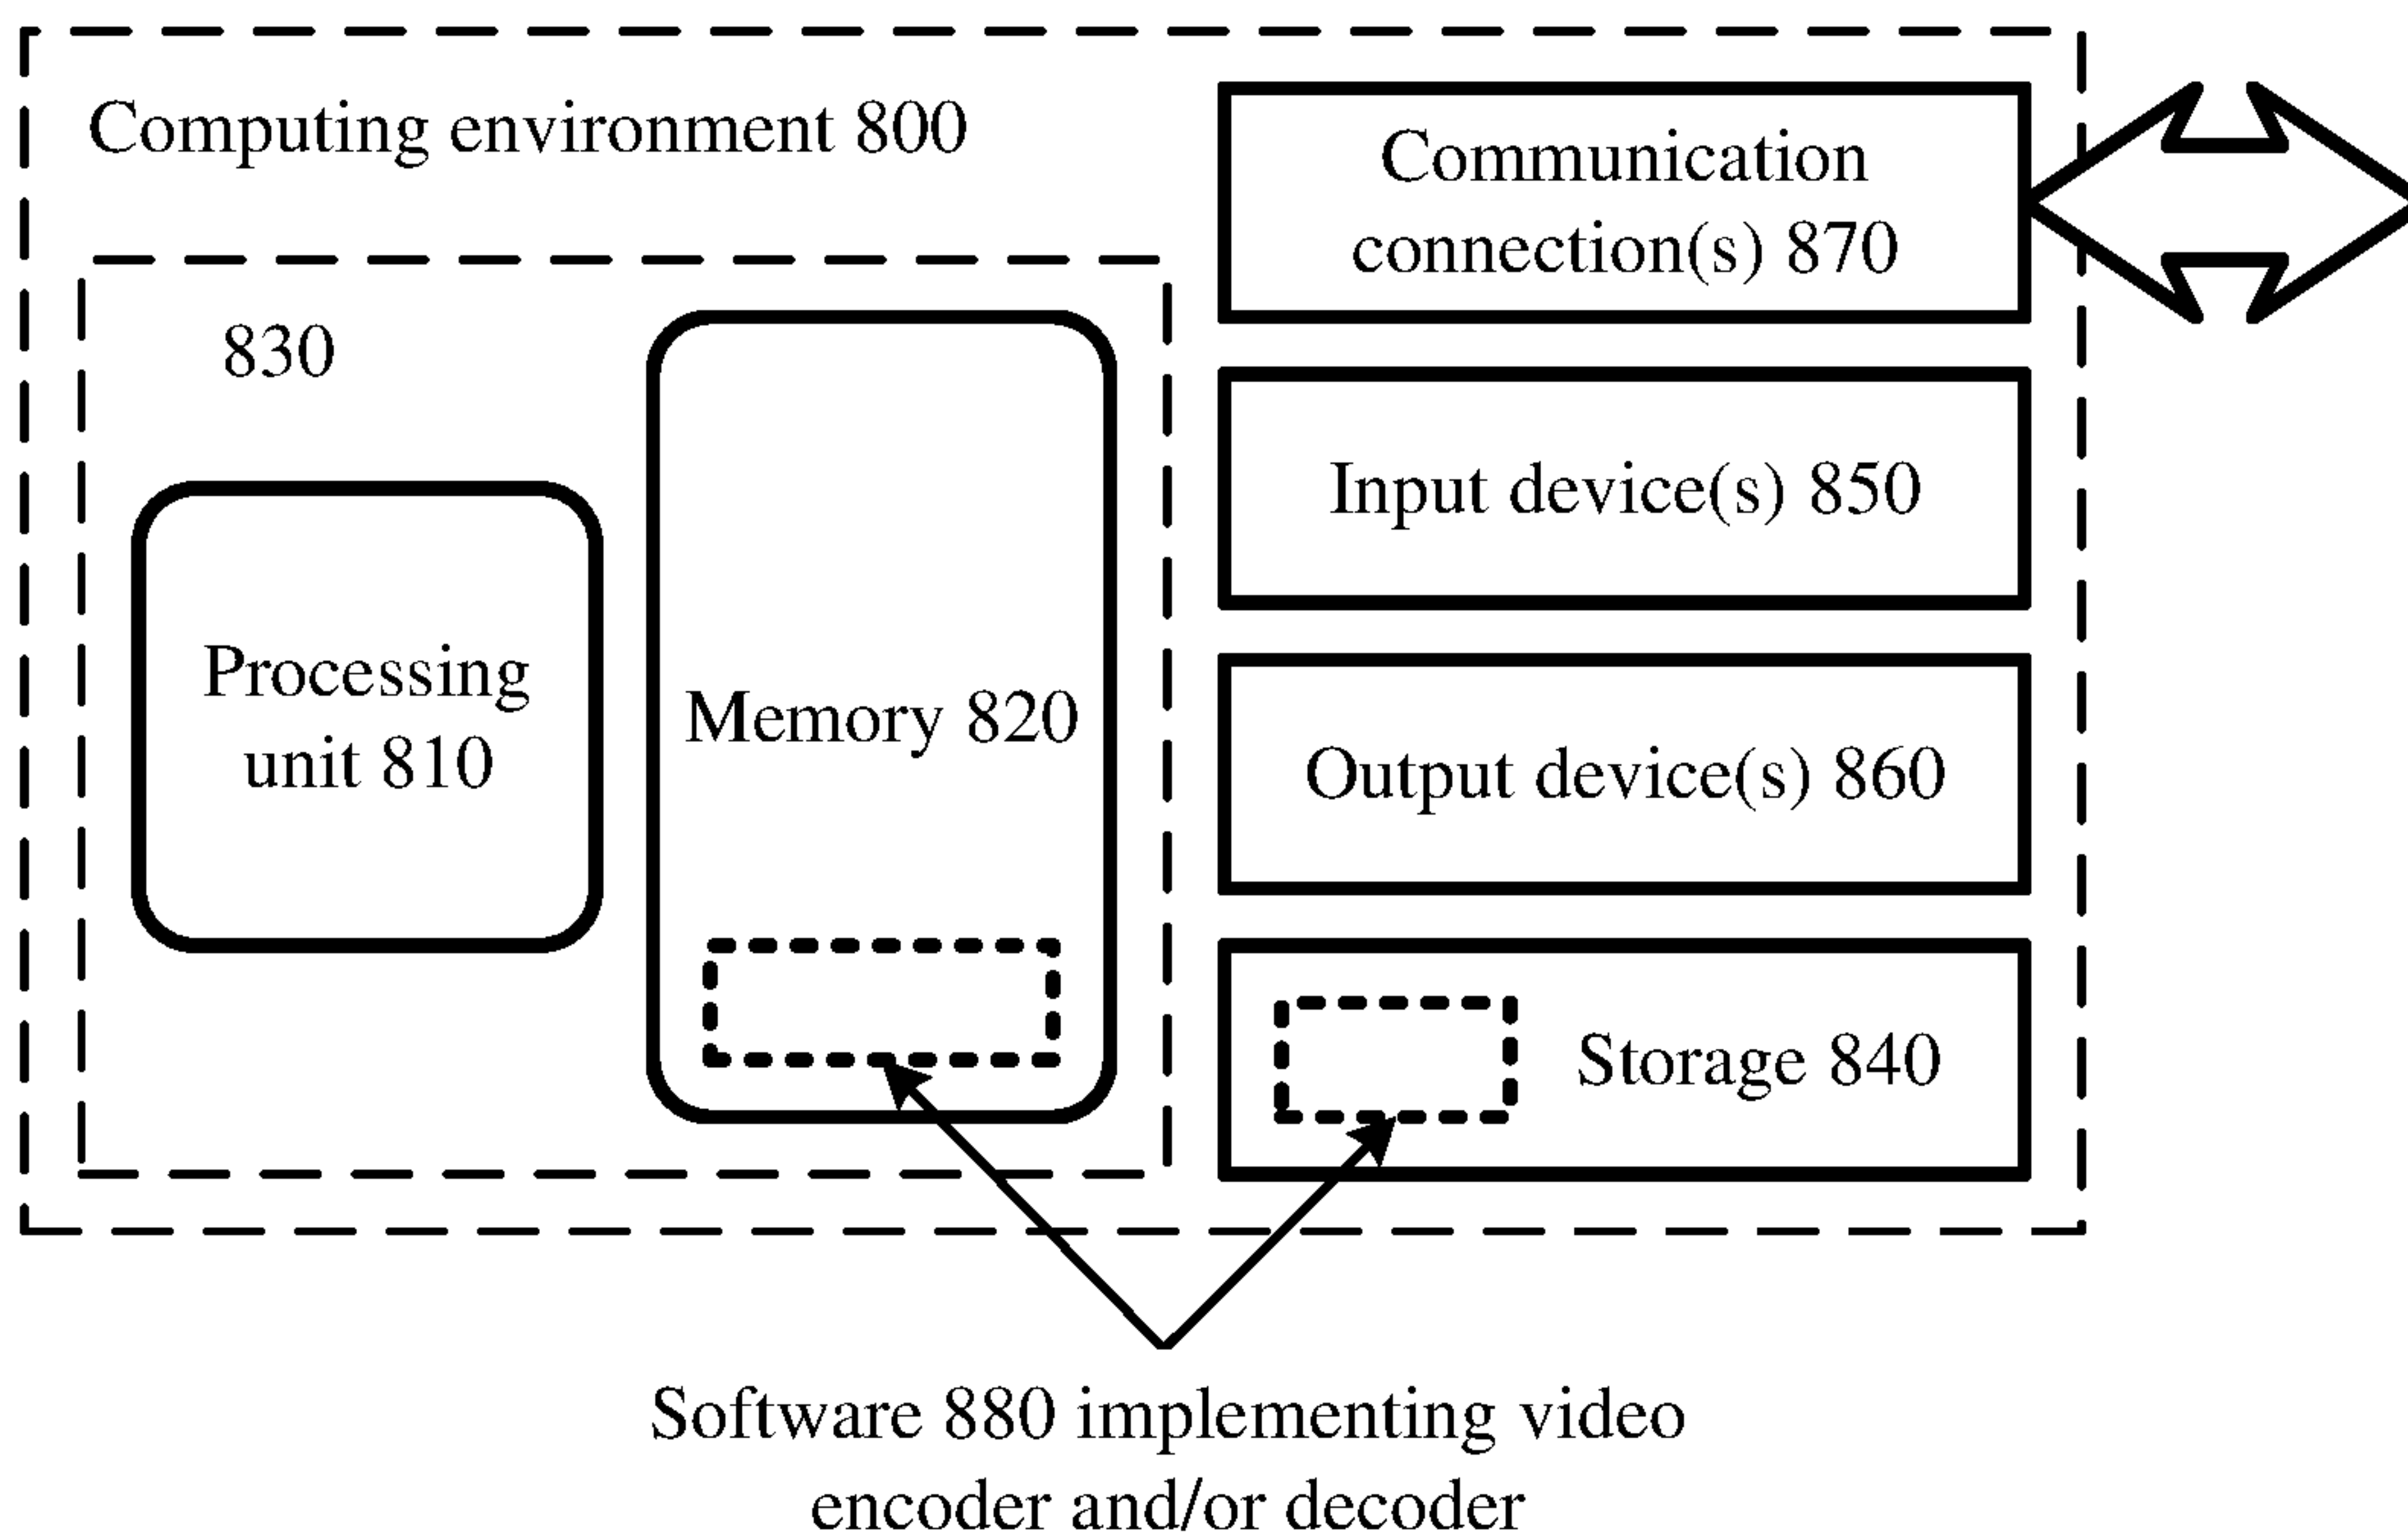 Computing environment 800
Communication
connection(s) 870
830
Input device(s) 850
Processing
unit 810
Memory 820
Output device(s) 860
Storage 840
Software 880 implementing video
encoder and/or decoder